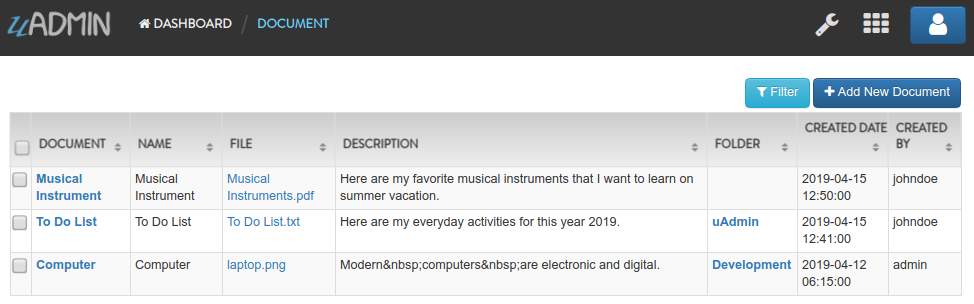 uADMIN DASHBOARD / DOCUMENT
Filter + Add New Document
DOCUMENT NAME FILE DESCRIPTION FOLDER CREATED DATE CREATED BY
Musical Instrument Musical Instrument Musical Instruments.pdf Here are my favorite musical instruments that I want to learn on summer vacation. 2019-04-15 12:50:00 johndoe
To Do List To Do List To Do List.txt Here are my everyday activities for this year 2019. uAdmin 2019-04-15 12:41:00 johndoe
Computer Computer laptop.png Modern&nbsp;computers&nbsp;are electronic and digital. Development 2019-04-12 06:15:00 admin